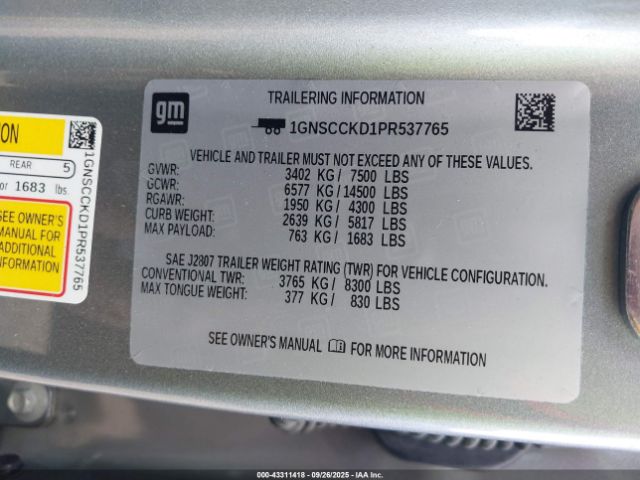 gm
TRAILERING INFORMATION
1GNSCCKD1PR537765
VEHICLE AND TRAILER MUST NOT EXCEED ANY OF THESE VALUES.
GVWR: 3402 KG / 7500 LBS
GCWR: 6577 KG / 14500 LBS
RGAWR: 1950 KG / 4300 LBS
CURB WEIGHT: 2639 KG / 5817 LBS
MAX PAYLOAD: 763 KG / 1683 LBS
SAE J2807 TRAILER WEIGHT RATING (TWR) FOR VEHICLE CONFIGURATION.
CONVENTIONAL TWR: 3765 KG / 8300 LBS
MAX TONGUE WEIGHT: 377 KG / 830 LBS
SEE OWNER'S MANUAL FOR MORE INFORMATION
ION
REAR 5
or 1683 lbs.
SEE OWNER'S
MANUAL FOR
ADDITIONAL
INFORMATION
1GNSCCKD1PR537765
000-43311418 - 09/26/2025 - IAA Inc.